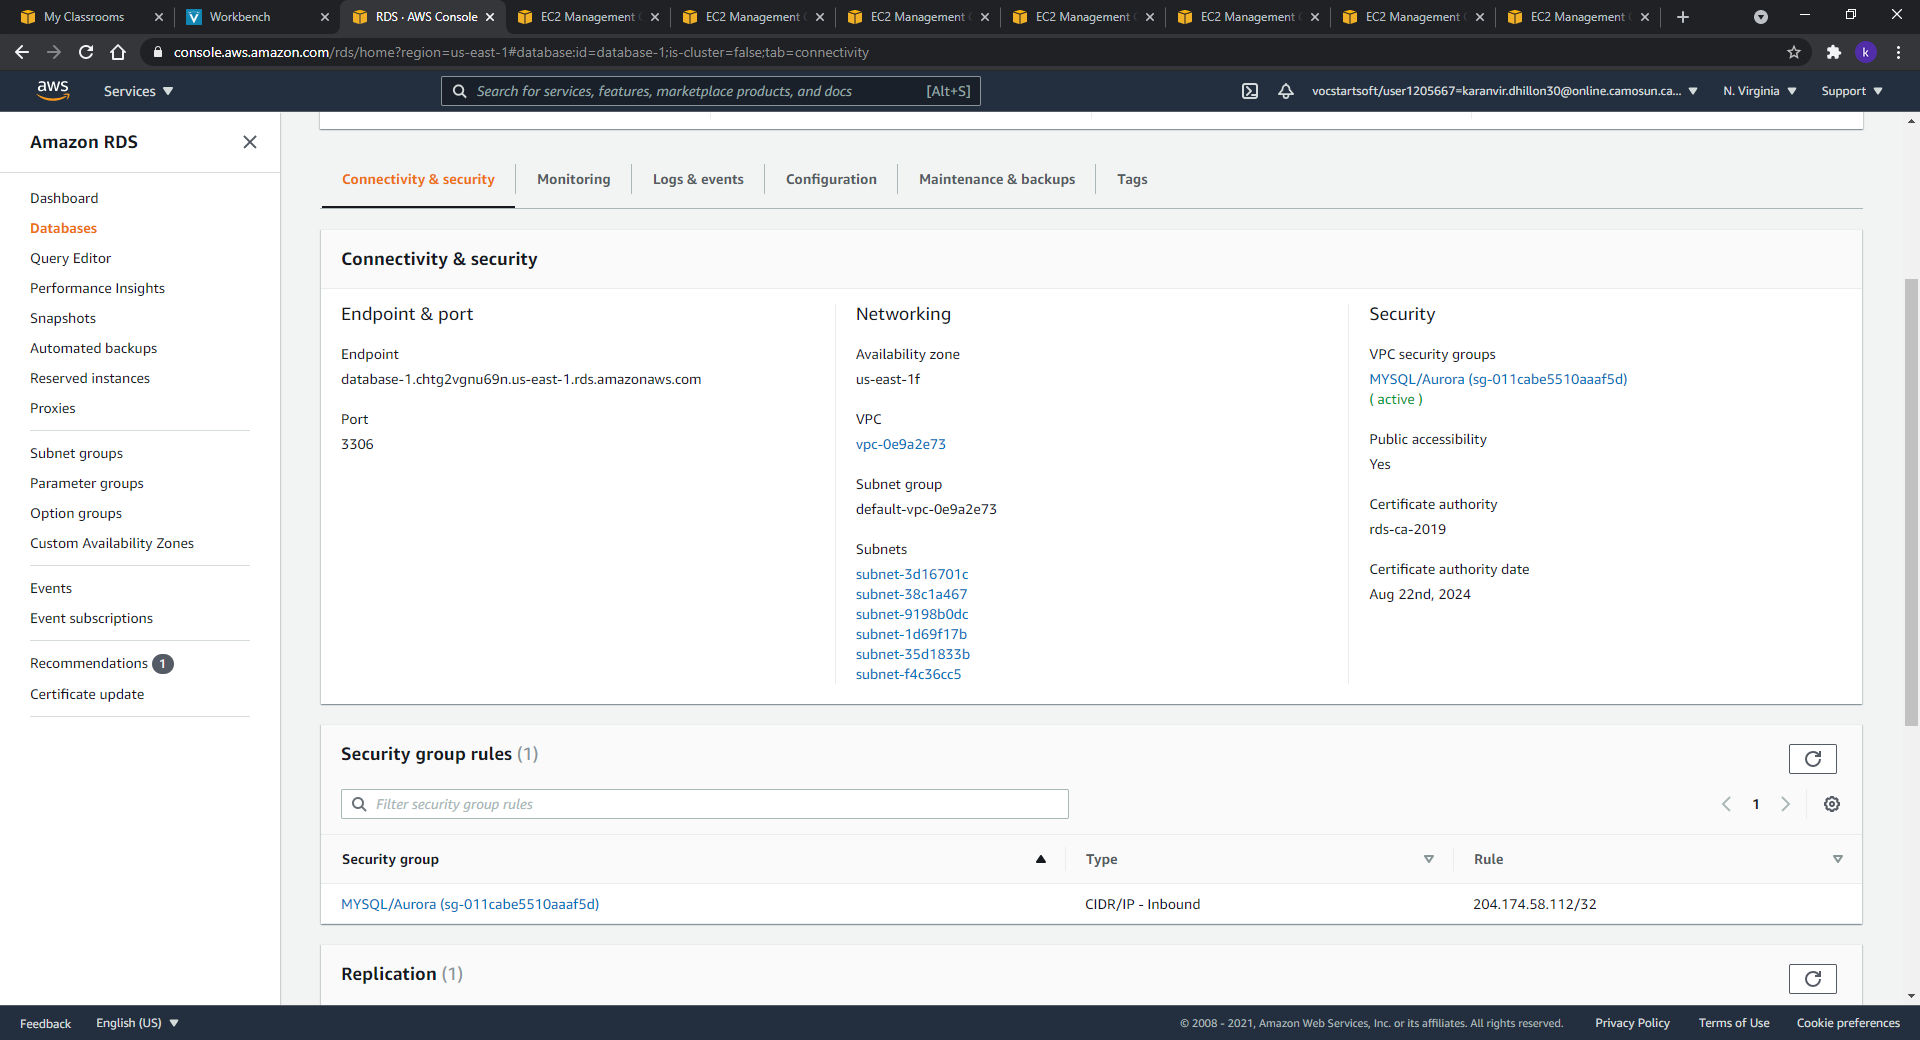 My Classrooms
Workbench
RDS · AWS Console
EC2 Management
EC2 Management
EC2 Management
EC2 Management
EC2 Management
EC2 Management
EC2 Management
console.aws.amazon.com/rds/home?region=us-east-1#database:id=database-1;is-cluster=false;tab=connectivity
k
aws
Services
Search for services, features, marketplace products, and docs [Alt+S]
vocstartsoft/user1205667=karanvir.dhillon30@online.camosun.ca...
N. Virginia
Support
Amazon RDS
Dashboard
Databases
Query Editor
Performance Insights
Snapshots
Automated backups
Reserved instances
Proxies
Subnet groups
Parameter groups
Option groups
Custom Availability Zones
Events
Event subscriptions
Recommendations 1
Certificate update
Connectivity & security
Monitoring
Logs & events
Configuration
Maintenance & backups
Tags
Connectivity & security
Endpoint & port
Endpoint
database-1.chtg2vgnu69n.us-east-1.rds.amazonaws.com
Port
3306
Networking
Availability zone
us-east-1f
VPC
vpc-0e9a2e73
Subnet group
default-vpc-0e9a2e73
Subnets
subnet-3d16701c
subnet-38c1a467
subnet-9198b0dc
subnet-1d69f17b
subnet-35d1833b
subnet-f4c36cc5
Security
VPC security groups
MYSQL/Aurora (sg-011cabe5510aaaf5d)
( active )
Public accessibility
Yes
Certificate authority
rds-ca-2019
Certificate authority date
Aug 22nd, 2024
Security group rules (1)
Filter security group rules
1
Security group
Type
Rule
MYSQL/Aurora (sg-011cabe5510aaaf5d)
CIDR/IP - Inbound
204.174.58.112/32
Replication (1)
Feedback
English (US)
© 2008 - 2021, Amazon Web Services, Inc. or its affiliates. All rights reserved.
Privacy Policy
Terms of Use
Cookie preferences